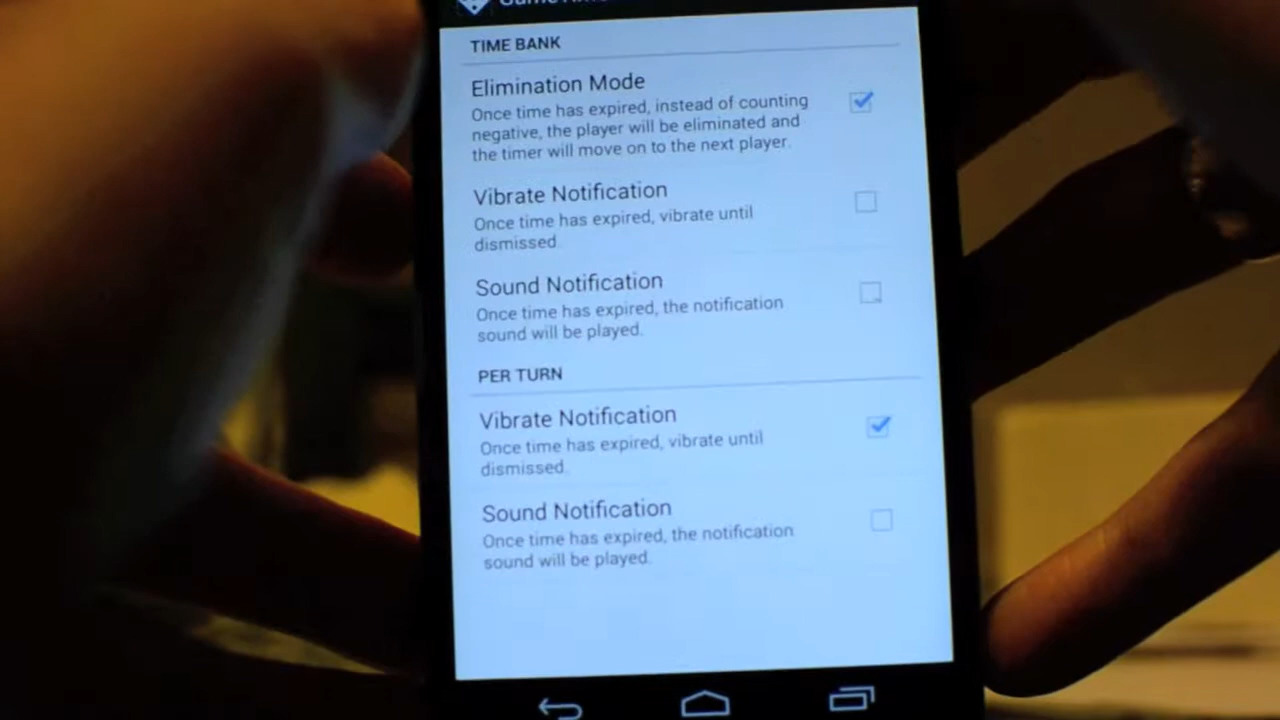 TIME BANK
Elimination Mode
Once time has expired, instead of counting
negative, the player will be eliminated and
the timer will move on to the next player.
Vibrate Notification
Once time has expired, vibrate until
dismissed.
Sound Notification
Once time has expired, the notification
sound will be played.
PER TURN
Vibrate Notification
Once time has expired, vibrate until
dismissed.
Sound Notification
Once time has expired, the notification
sound will be played.